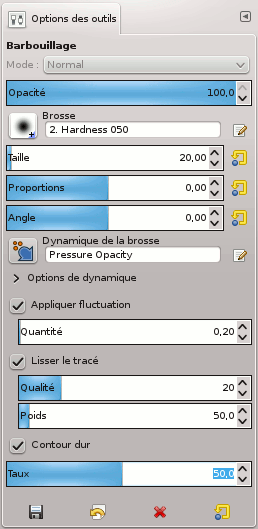 Options des outils
Barbouillage
Mode : Normal
Opacité 100,0
Brosse
2. Hardness 050
Taille 20,00
Proportions 0,00
Angle 0,00
Dynamique de la brosse
Pressure Opacity
Options de dynamique
Appliquer fluctuation
Quantité 0,20
Lisser le tracé
Qualité 20
Poids 50,0
Contour dur
Taux 50,0